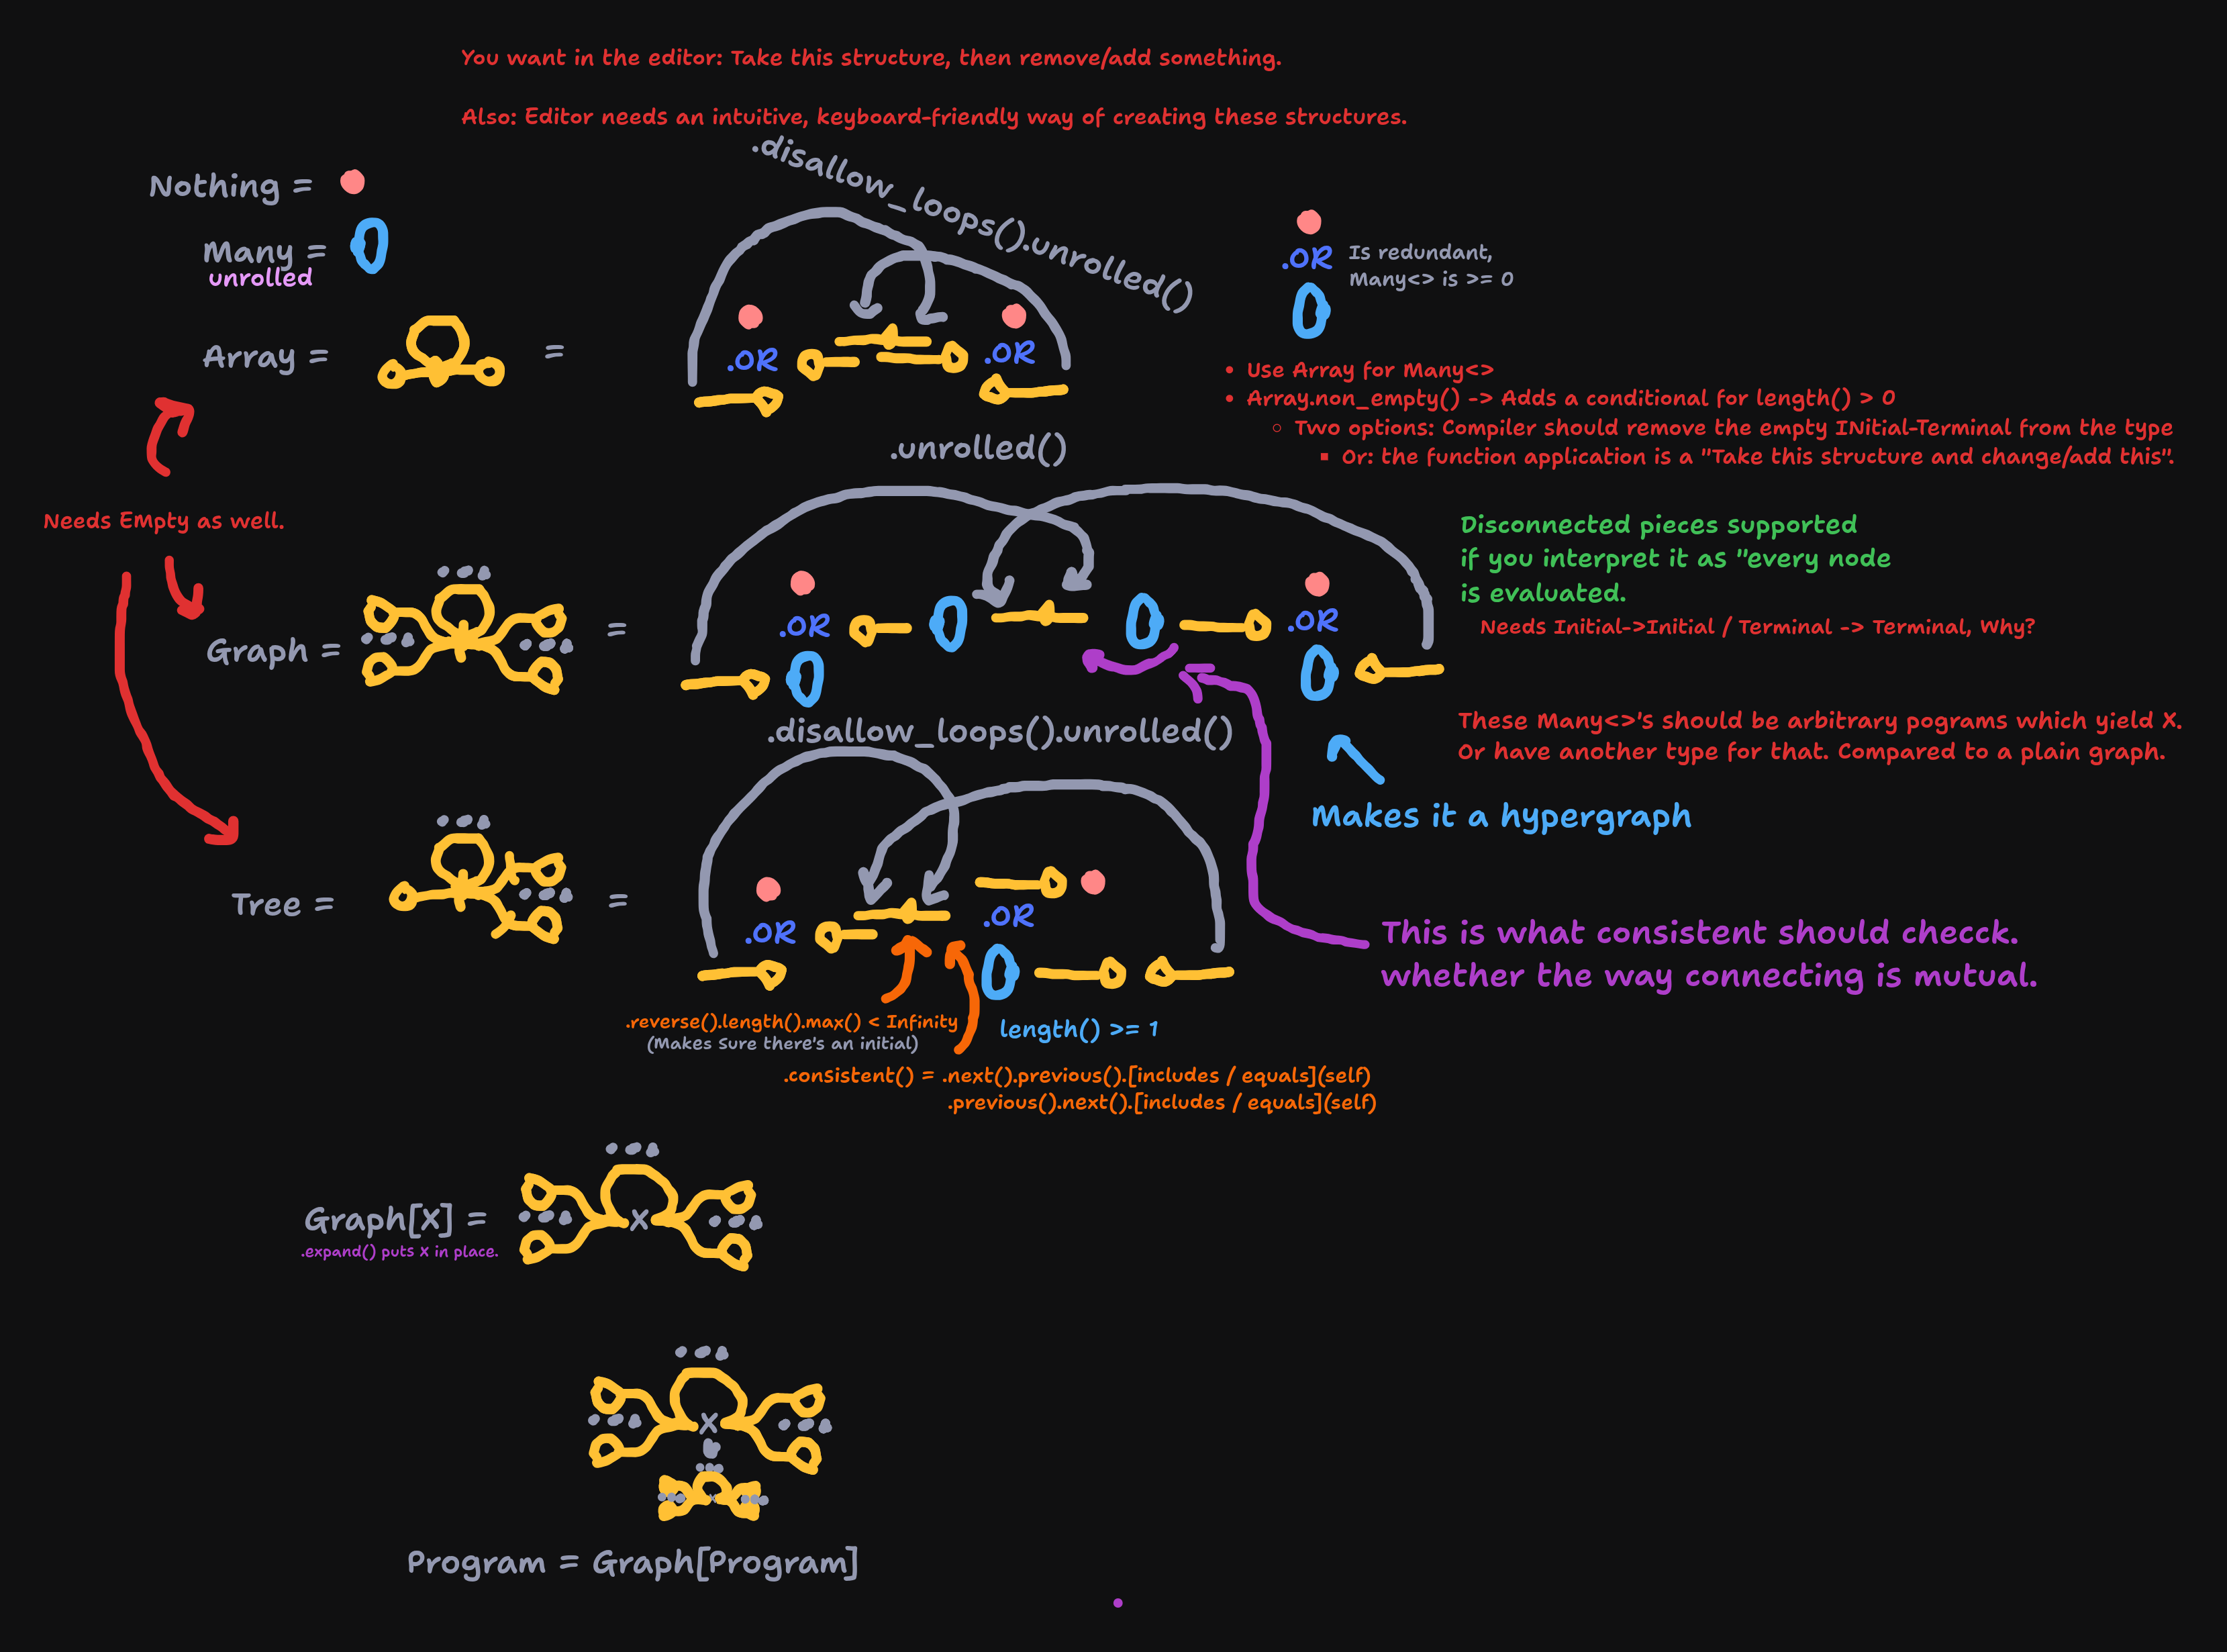 You want in the editor: Take this structure, then remove/add something.
Also: Editor needs an intuitive, keyboard-friendly way of creating these structures.
Nothing =
Many =
unrolled
Array =
=
.disallow_loops().unrolled()
.OR
.OR
.OR
Is redundant,
Many<> is >= 0
• Use Array for Many<>
• Array.non_empty() -> Adds a conditional for length() > 0
○ Two options: Compiler should remove the empty INitial-Terminal from the type
▪ Or: the function application is a "Take this structure and change/add this".
Needs Empty as well.
.unrolled()
Graph =
=
.OR
.OR
Disconnected pieces supported
if you interpret it as "every node
is evaluated.
Needs Initial->Initial / Terminal -> Terminal, Why?
These Many<>'s should be arbitrary pograms which yield X.
Or have another type for that. Compared to a plain graph.
Makes it a hypergraph
.disallow_loops().unrolled()
Tree =
=
.OR
.OR
This is what consistent should checck.
whether the way connecting is mutual.
.reverse().length().max() < Infinity
(Makes Sure there's an initial)
length() >= 1
.consistent() = .next().previous().[includes / equals](self)
.previous().next().[includes / equals](self)
Graph[X] =
.expand() puts X in place.
X
X
x
Program = Graph[Program]